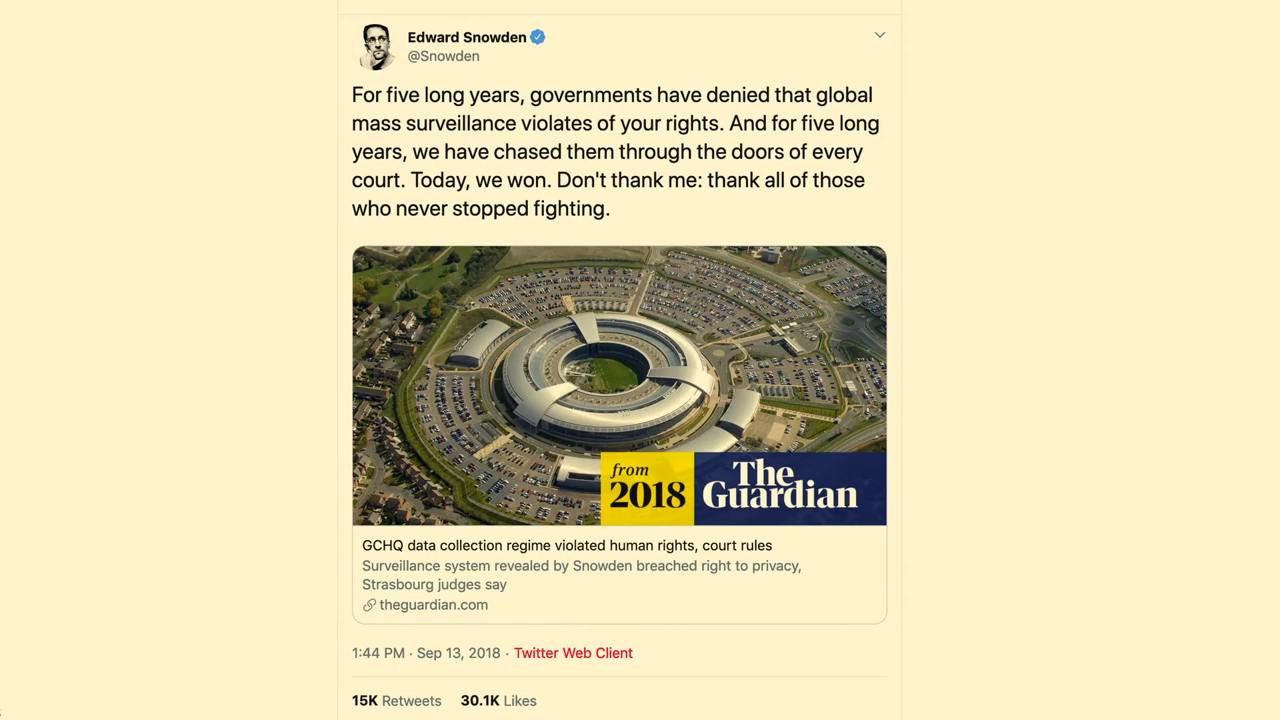 Edward Snowden
@Snowden
For five long years, governments have denied that global
mass surveillance violates of your rights. And for five long
years, we have chased them through the doors of every
court. Today, we won. Don't thank me: thank all of those
who never stopped fighting.
from
2018
The
Guardian
GCHQ data collection regime violated human rights, court rules
Surveillance system revealed by Snowden breached right to privacy,
Strasbourg judges say
theguardian.com
1:44 PM · Sep 13, 2018 · Twitter Web Client
15K Retweets 30.1K Likes